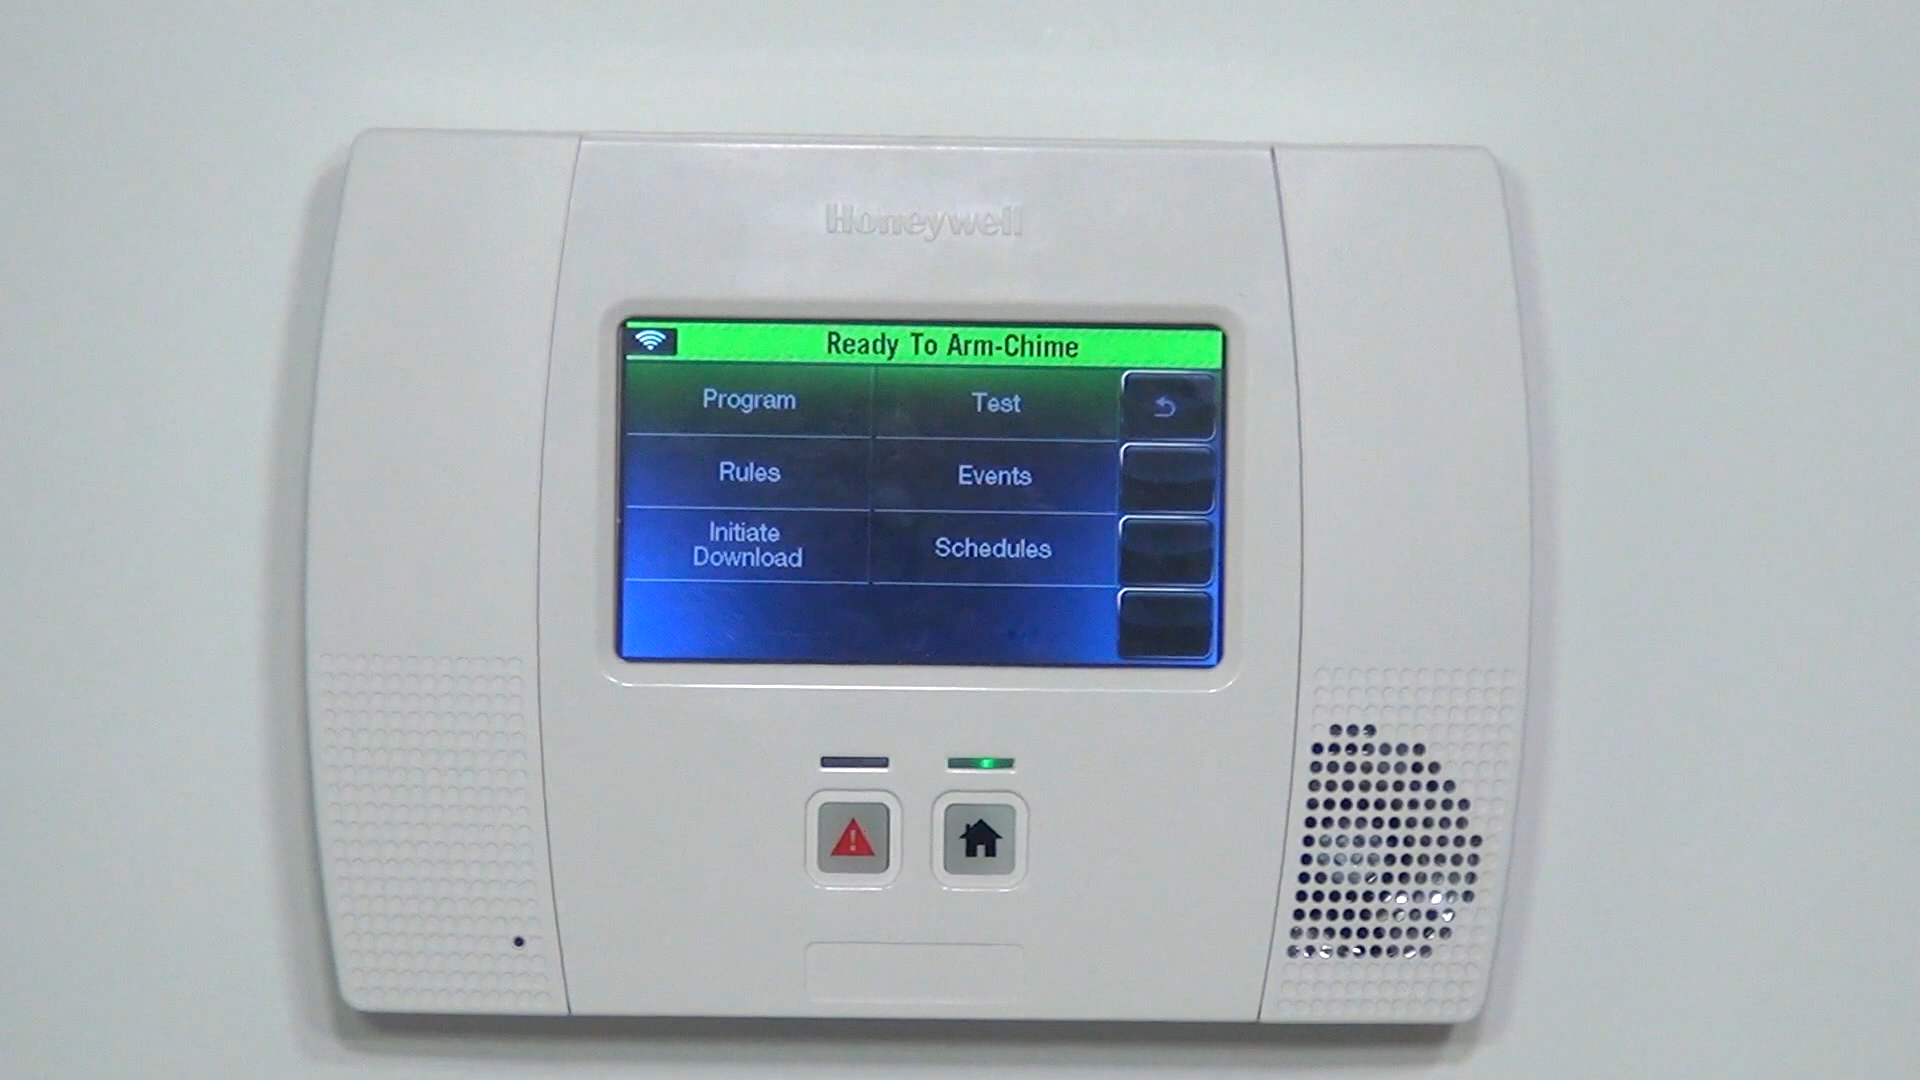 Honeywell
Ready To Arm-Chime
Program
Test
Rules
Events
Initiate
Download
Schedules